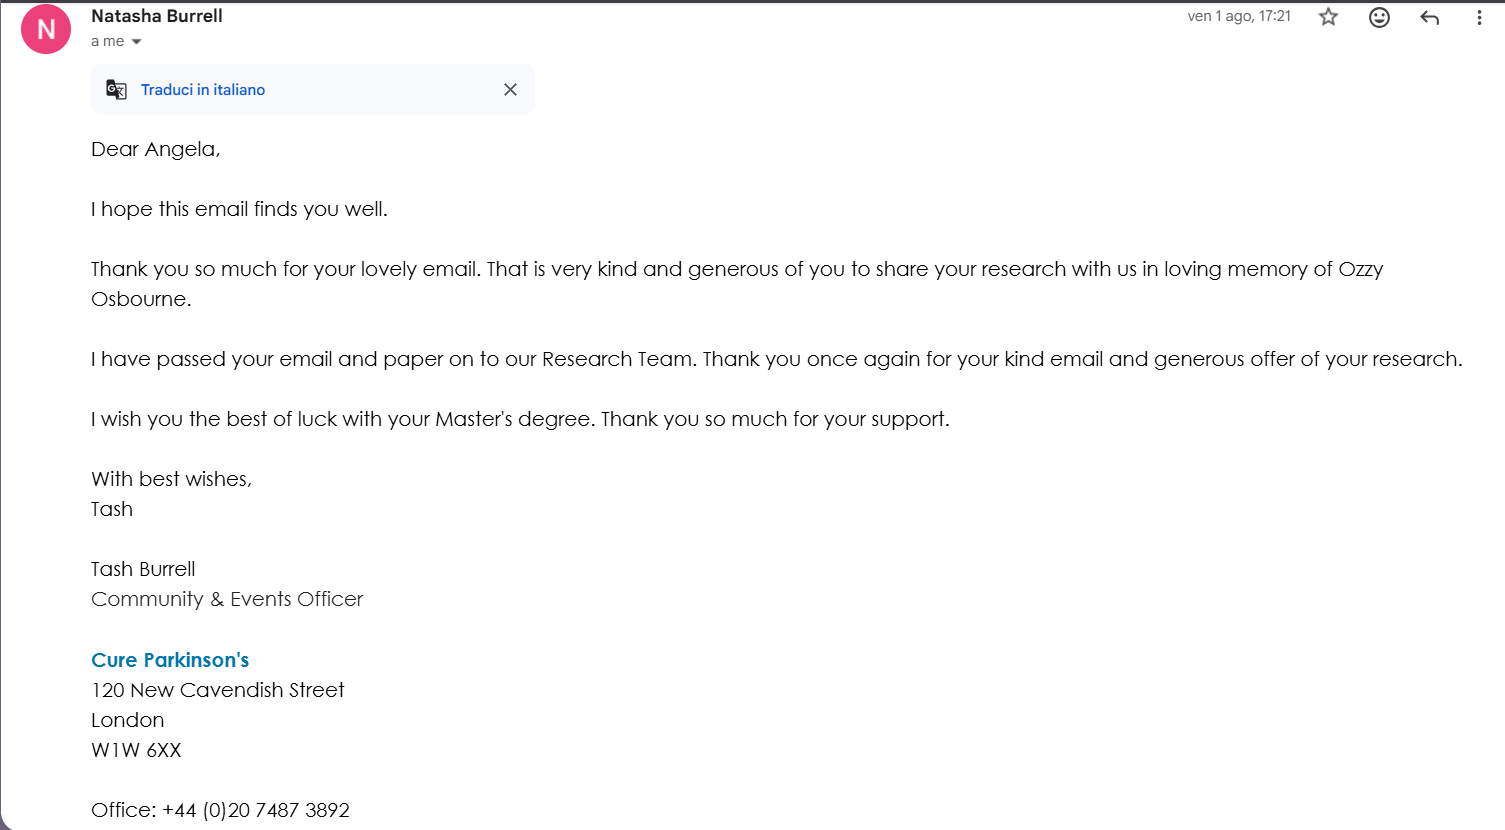 N
Natasha Burrell
ven 1 ago, 17:21
a me
Traduci in italiano
Dear Angela,
I hope this email finds you well.
Thank you so much for your lovely email. That is very kind and generous of you to share your research with us in loving memory of Ozzy
Osbourne.
I have passed your email and paper on to our Research Team. Thank you once again for your kind email and generous offer of your research.
I wish you the best of luck with your Master's degree. Thank you so much for your support.
With best wishes,
Tash
Tash Burrell
Community & Events Officer
Cure Parkinson's
120 New Cavendish Street
London
W1W 6XX
Office: +44 (0)20 7487 3892